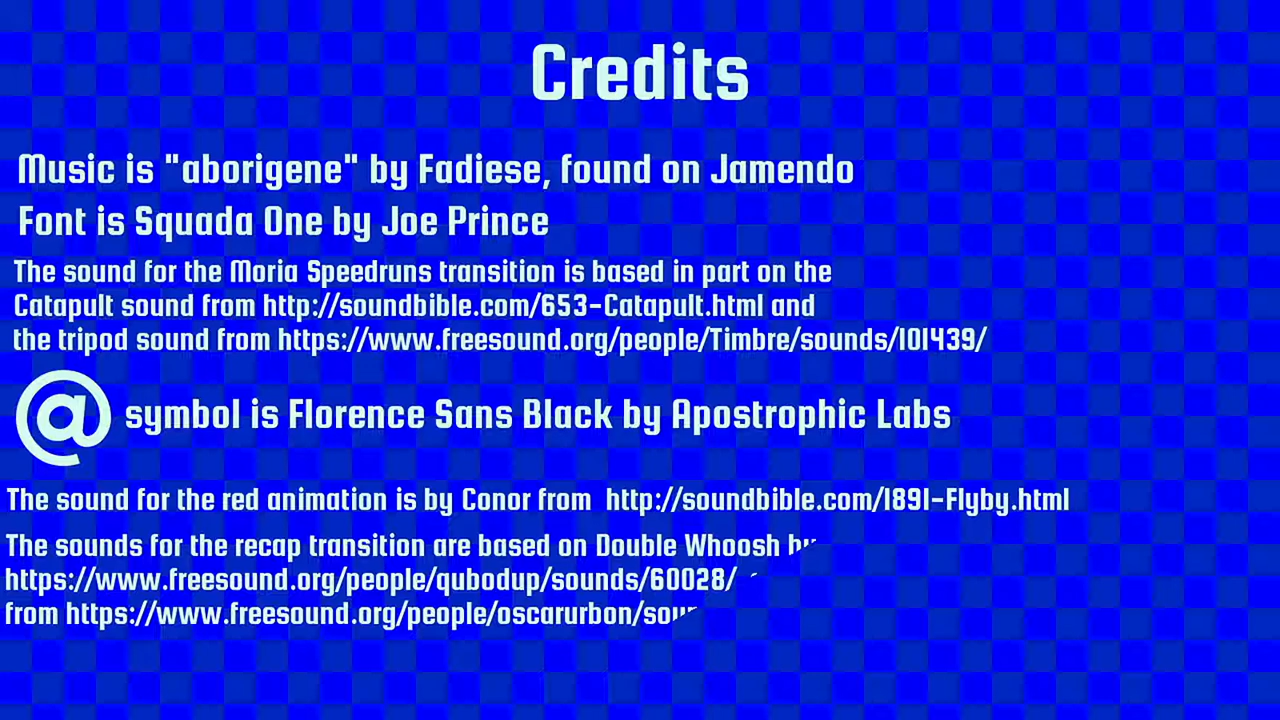 Credits
Music is "aborigene" by Fadiese, found on Jamendo
Font is Squada One by Joe Prince
The sound for the Moria Speedruns transition is based in part on the
Catapult sound from http://soundbible.com/653-Catapult.html and
the tripod sound from https://www.freesound.org/people/Timbre/sounds/101439/
@ symbol is Florence Sans Black by Apostrophic Labs
The sound for the red animation is by Conor from http://soundbible.com/1891-Flyby.html
The sounds for the recap transition are based on Double Whoosh
https://www.freesound.org/people/qubodup/sounds/60028/
from https://www.freesound.org/people/oscarurbon/